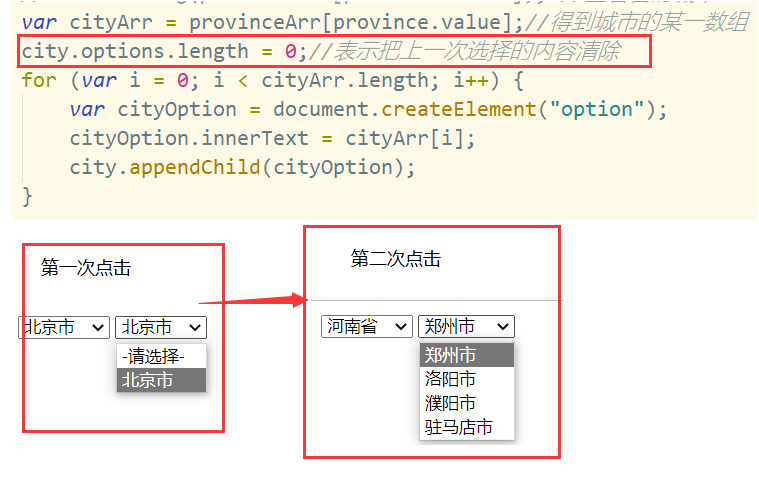 var cityArr = provinceArr[province.value];//得到城市的某一数组
city.options.length = 0;//表示把上一次选择的内容清除
for (var i = 0; i < cityArr.length; i++) {
var cityOption = document.createElement("option");
cityOption.innerText = cityArr[i];
city.appendChild(cityOption);
}
第一次点击
北京市 北京市
-请选择-
北京市
第二次点击
河南省 郑州市
郑州市
洛阳市
濮阳市
驻马店市